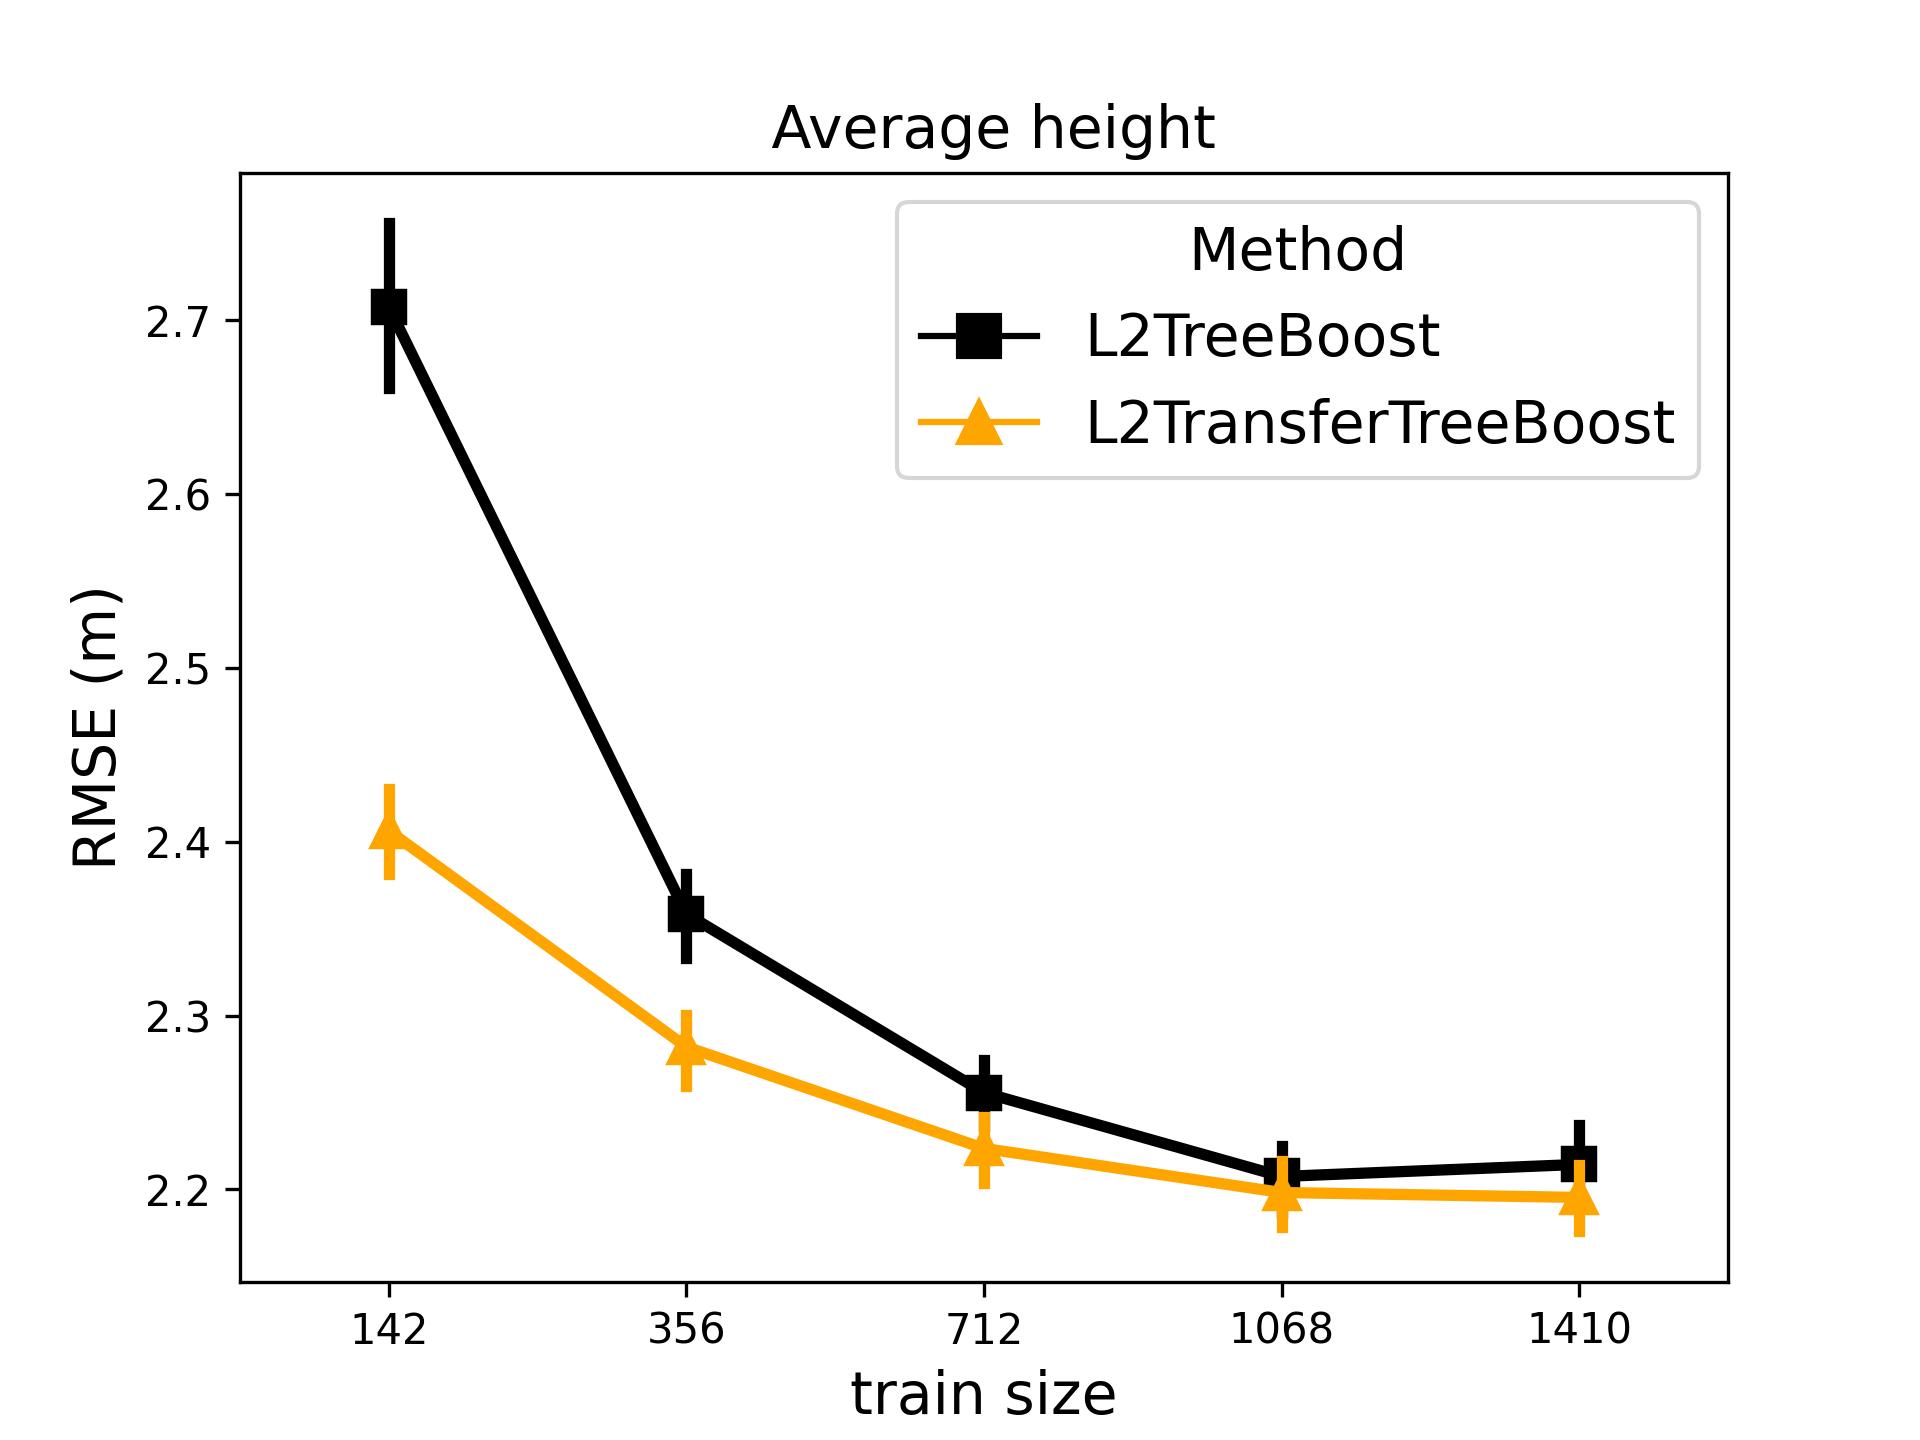 Average height
Method
L2TreeBoost
L2TransferTreeBoost
RMSE (m)
2.7
2.6
2.5
2.4
2.3
2.2
142 356 712 1068 1410
train size